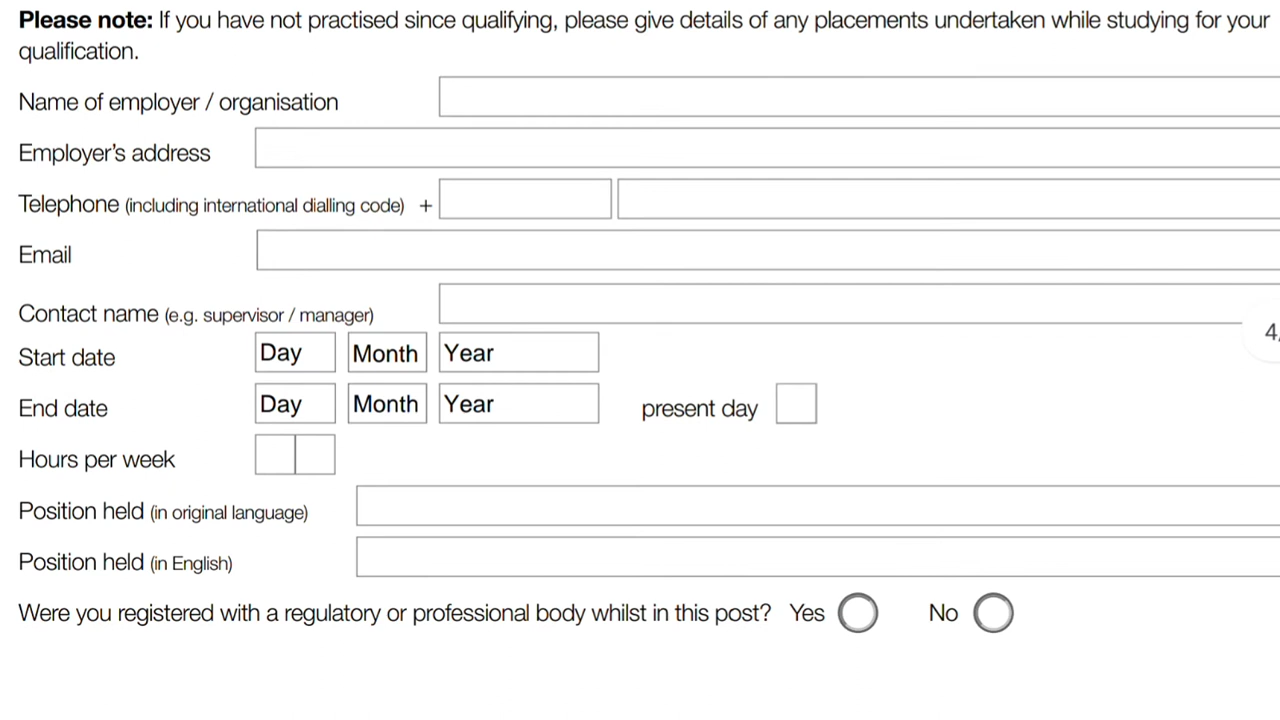 Please note: If you have not practised since qualifying, please give details of any placements undertaken while studying for your
qualification.
Name of employer / organisation
Employer's address
Telephone (including international dialling code) +
Email
Contact name (e.g. supervisor / manager)
4
Start date Day Month Year
End date Day Month Year present day
Hours per week
Position held (in original language)
Position held (in English)
Were you registered with a regulatory or professional body whilst in this post? Yes No